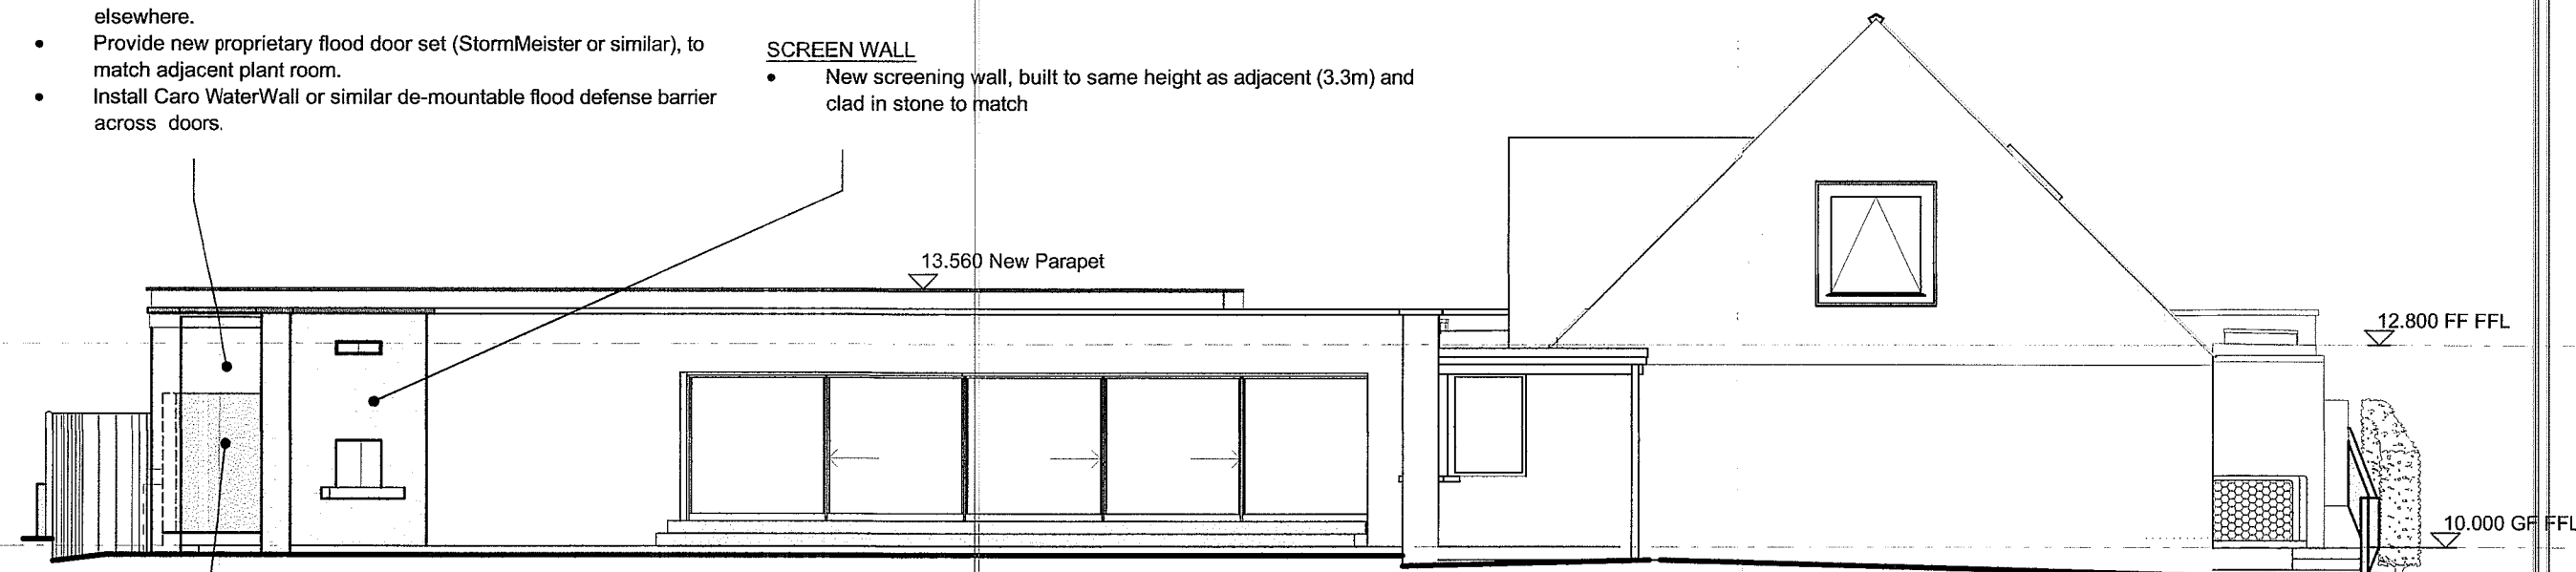 elsewhere.
• Provide new proprietary flood door set (StormMeister or similar), to
match adjacent plant room.
• Install Caro WaterWall or similar de-mountable flood defense barrier
across doors.
SCREEN WALL
• New screening wall, built to same height as adjacent (3.3m) and
clad in stone to match
13.560 New Parapet
12.800 FF FFL
10.000 GF FFL